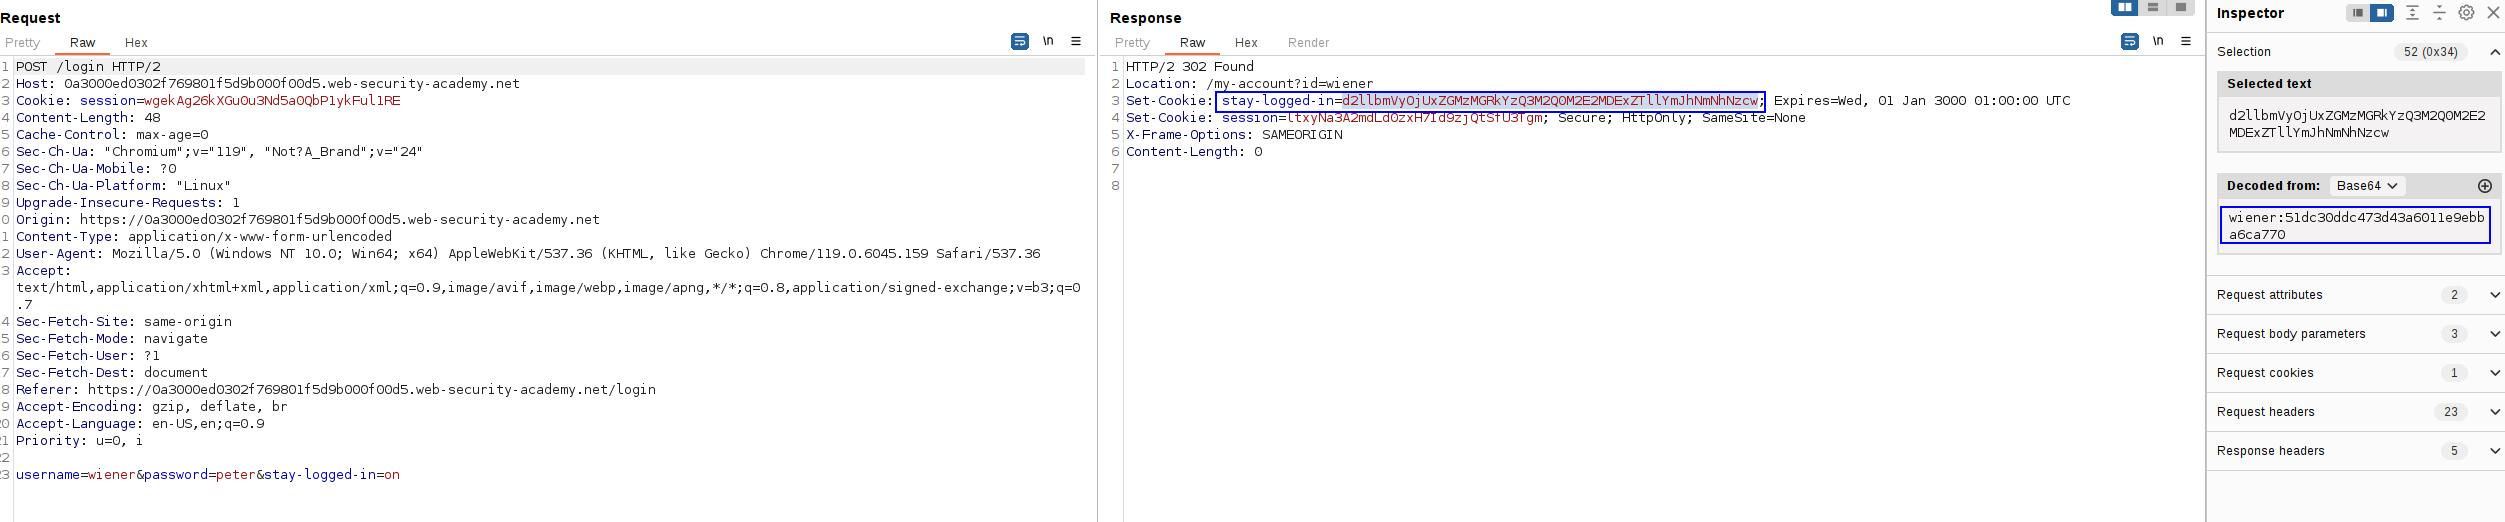 Request
Pretty Raw Hex \n
1 POST /login HTTP/2
2 Host: 0a3000ed0302f769801f5d9b000f00d5.web-security-academy.net
3 Cookie: session=wgekAg26kXGu0u3Nd5a0QbP1ykFul1RE
4 Content-Length: 48
5 Cache-Control: max-age=0
6 Sec-Ch-Ua: "Chromium";v="119", "Not?A_Brand";v="24"
7 Sec-Ch-Ua-Mobile: ?0
8 Sec-Ch-Ua-Platform: "Linux"
9 Upgrade-Insecure-Requests: 1
0 Origin: https://0a3000ed0302f769801f5d9b000f00d5.web-security-academy.net
1 Content-Type: application/x-www-form-urlencoded
2 User-Agent: Mozilla/5.0 (Windows NT 10.0; Win64; x64) AppleWebKit/537.36 (KHTML, like Gecko) Chrome/119.0.6045.159 Safari/537.36
3 Accept:
text/html,application/xhtml+xml,application/xml;q=0.9,image/avif,image/webp,image/apng,*/*;q=0.8,application/signed-exchange;v=b3;q=0
.7
4 Sec-Fetch-Site: same-origin
5 Sec-Fetch-Mode: navigate
6 Sec-Fetch-User: ?1
7 Sec-Fetch-Dest: document
8 Referer: https://0a3000ed0302f769801f5d9b000f00d5.web-security-academy.net/login
9 Accept-Encoding: gzip, deflate, br
20 Accept-Language: en-US,en;q=0.9
21 Priority: u=0, i
22
23 username=wiener&password=peter&stay-logged-in=on
Response
Pretty Raw Hex Render \n
1 HTTP/2 302 Found
2 Location: /my-account?id=wiener
3 Set-Cookie: stay-logged-in=d2llbmVyOjUxZGMzMGRkYzQ3M2Q0M2E2MDExZTllYmJhNmNhNzcw; Expires=Wed, 01 Jan 3000 01:00:00 UTC
4 Set-Cookie: session=ltxyNa3A2mdLd0zxH7Id9zjQtSfU3Tgm; Secure; HttpOnly; SameSite=None
5 X-Frame-Options: SAMEORIGIN
6 Content-Length: 0
7
8
Inspector
Selection 52 (0x34)
Selected text
d2llbmVyOjUxZGMzMGRkYzQ3M2Q0M2E2
MDExZTllYmJhNmNhNzcw
Decoded from: Base64
wiener:51dc30ddc473d43a6011e9ebb
a6ca770
Request attributes 2
Request body parameters 3
Request cookies 1
Request headers 23
Response headers 5